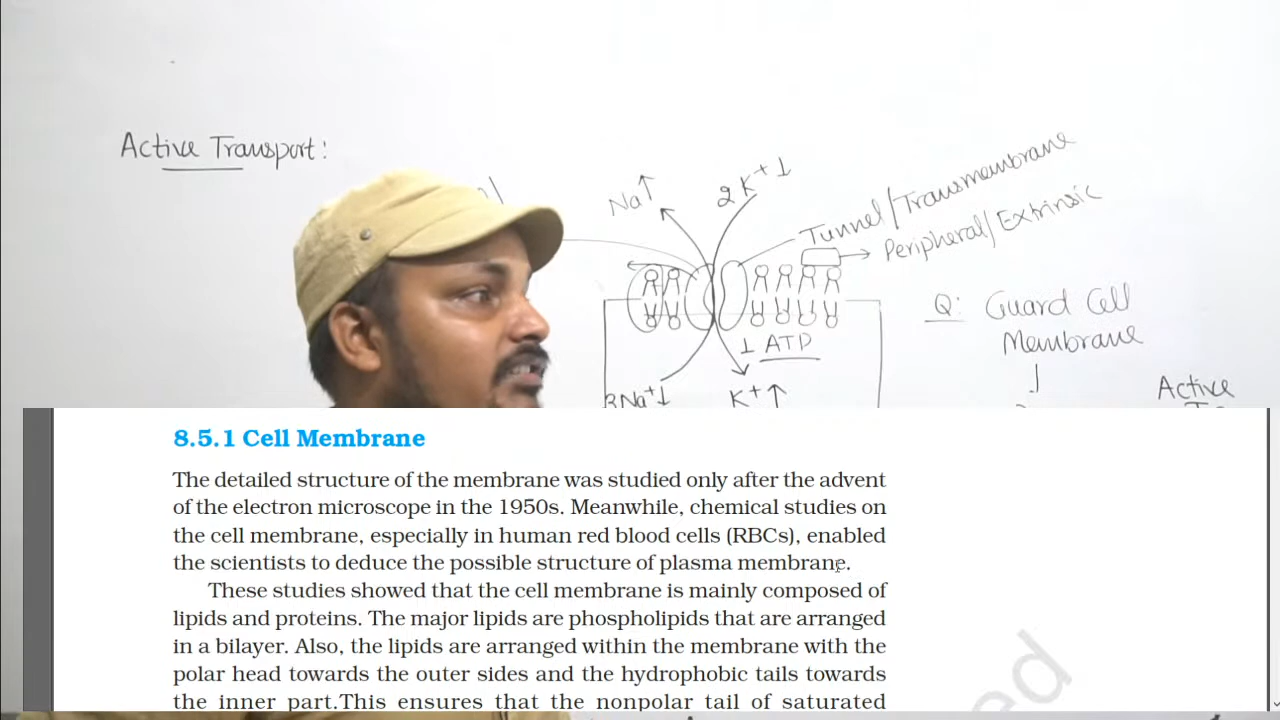 Active Transport:
Na↑
2K+↓
Tunnel/Transmembrane
Peripheral/Extrinsic
Q: Guard Cell
Membrane
↓ ATP
3Na+↓
K+↑
Active
8.5.1 Cell Membrane
The detailed structure of the membrane was studied only after the advent
of the electron microscope in the 1950s. Meanwhile, chemical studies on
the cell membrane, especially in human red blood cells (RBCs), enabled
the scientists to deduce the possible structure of plasma membrane.
These studies showed that the cell membrane is mainly composed of
lipids and proteins. The major lipids are phospholipids that are arranged
in a bilayer. Also, the lipids are arranged within the membrane with the
polar head towards the outer sides and the hydrophobic tails towards
the inner part.This ensures that the nonpolar tail of saturated
ed